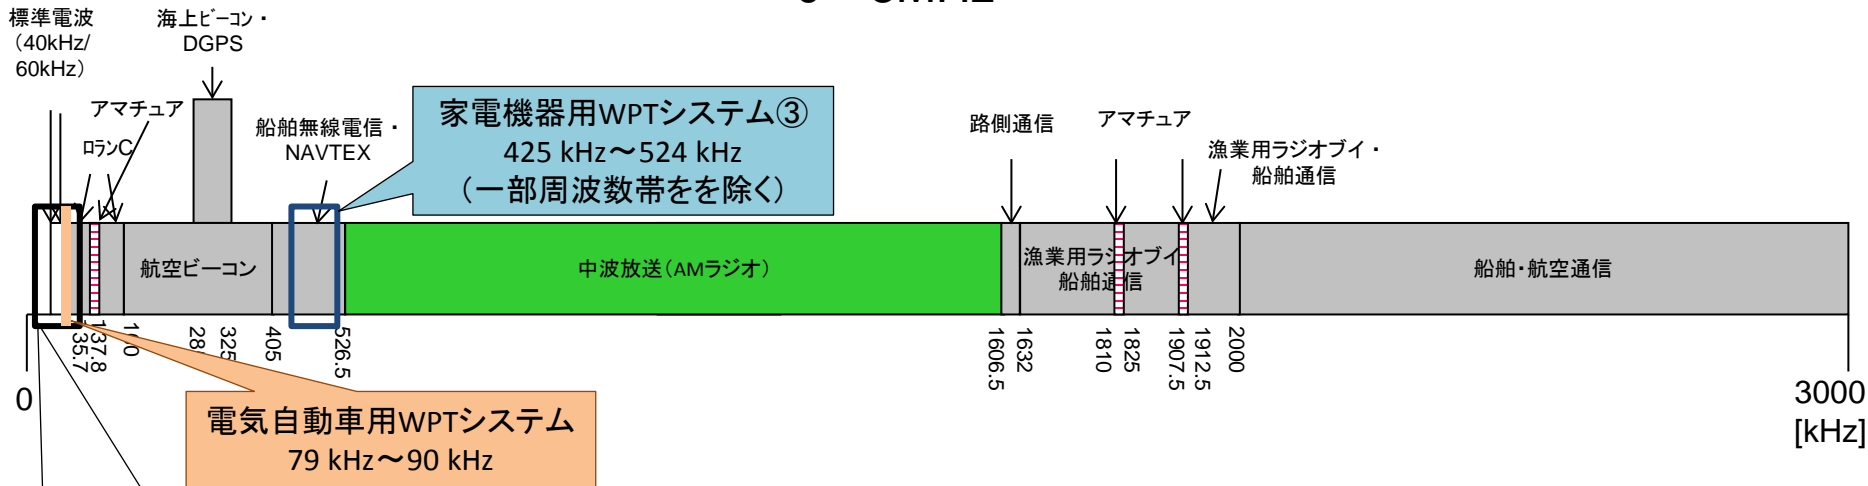 標準電波
（40kHz/
60kHz）
海上ビーコン・
DGPS
アマチュア
ロランC
船舶無線電信・
NAVTEX
家電機器用WPTシステム③
425 kHz～524 kHz
（一部周波数帯をを除く）
路側通信
アマチュア
漁業用ラジオブイ・
船舶通信
航空ビーコン
中波放送（AMラジオ）
漁業用ラジオブイ
船舶通信
船舶・航空通信
35.7
137.8
325
405
526.5
1606.5
1632
1810
1825
1907.5
1912.5
2000
0
3000
[kHz]
電気自動車用WPTシステム
79 kHz～90 kHz